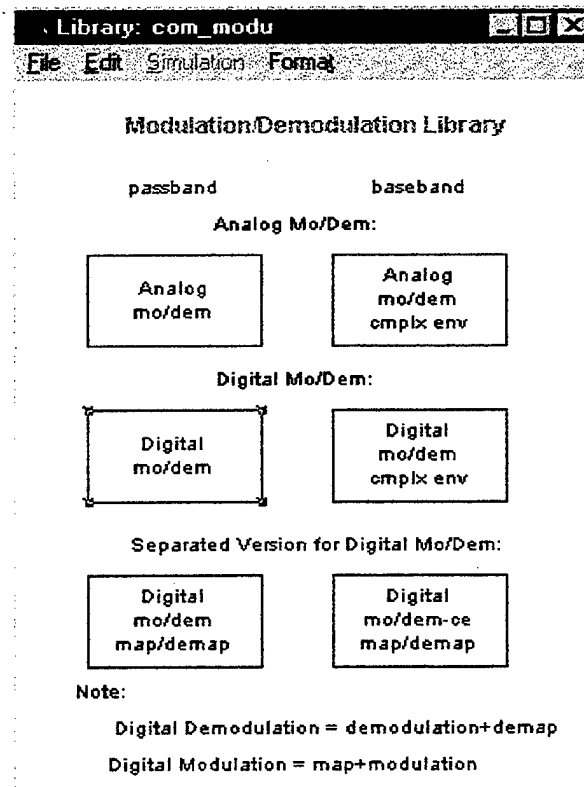 Library: com_modu
File Edit Simulation Format
Modulation/Demodulation Library
passband baseband
Analog Mo/Dem:
Analog
mo/dem
Analog
mo/dem
cmplx env
Digital Mo/Dem:
Digital
mo/dem
Digital
mo/dem
cmplx env
Separated Version for Digital Mo/Dem:
Digital
mo/dem
map/demap
Digital
mo/dem-ce
map/demap
Note:
Digital Demodulation = demodulation+demap
Digital Modulation = map+modulation